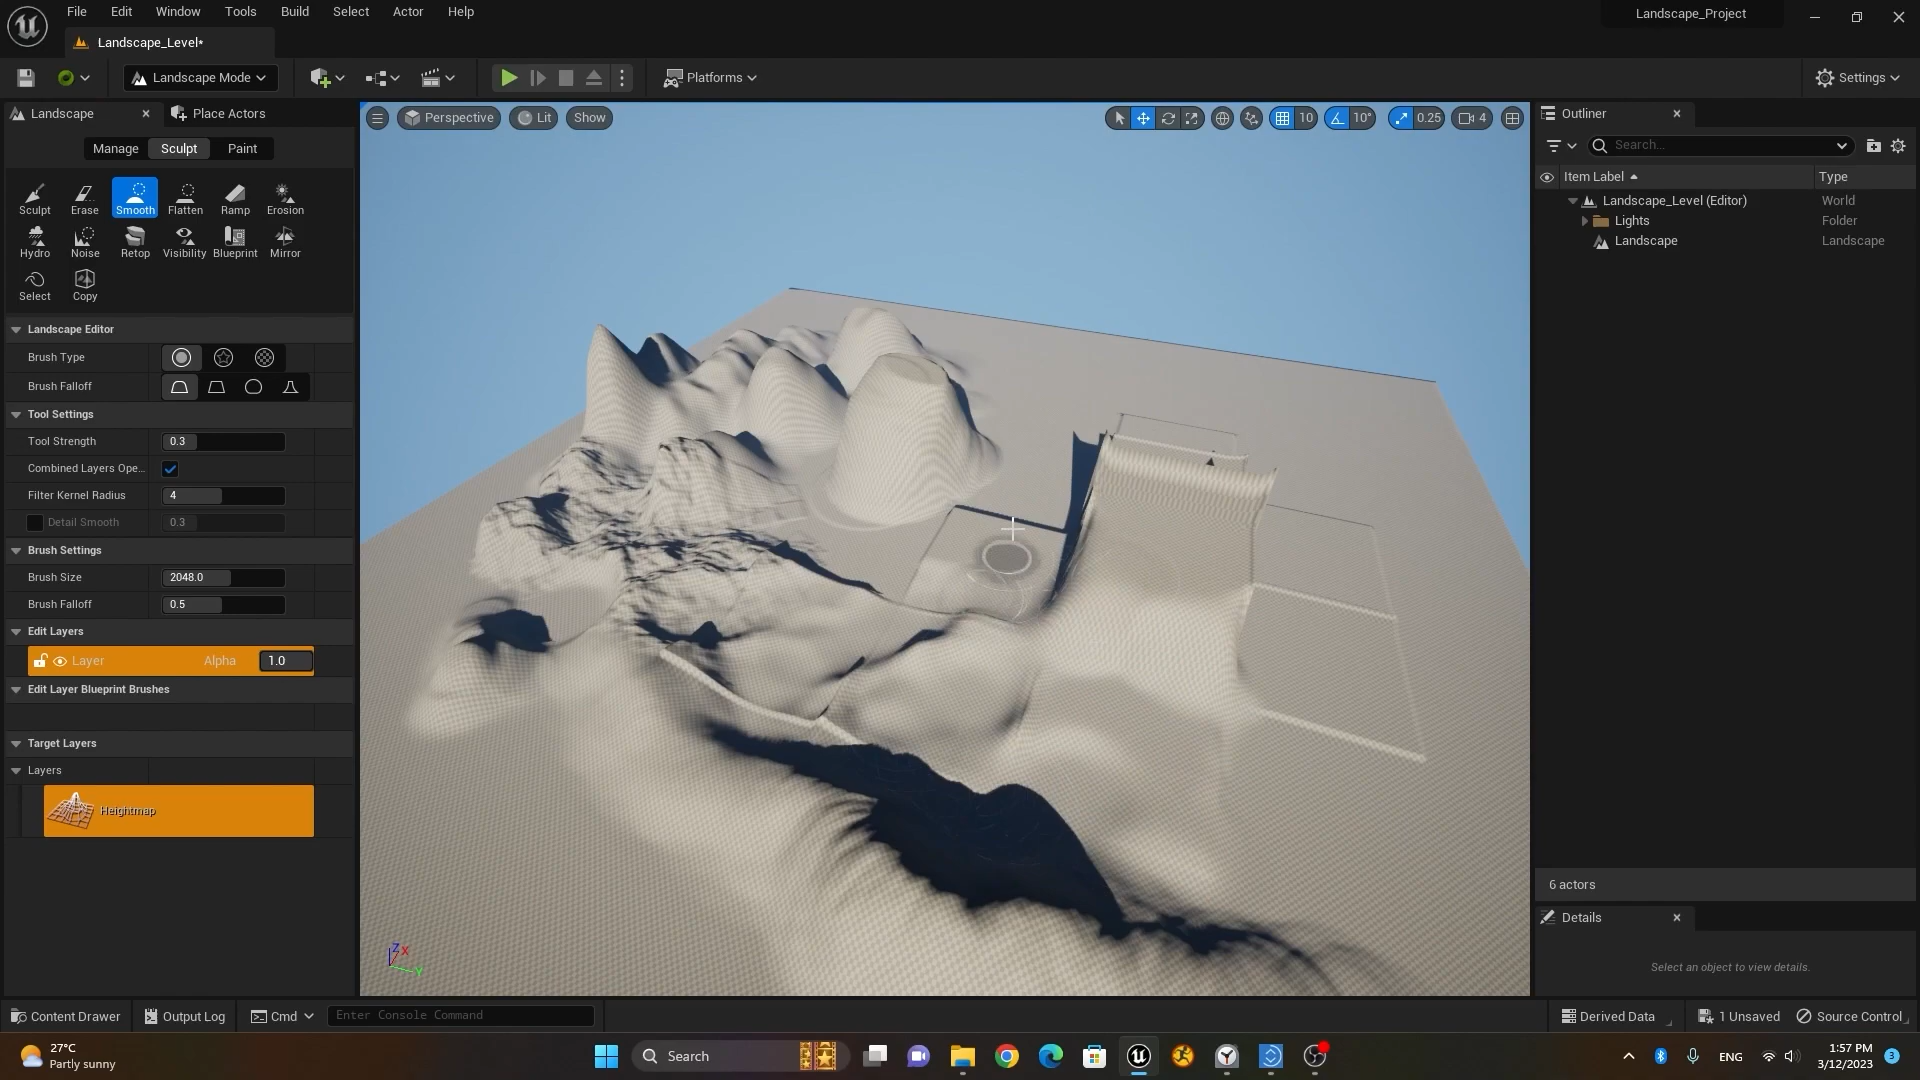 File Edit Window Tools Build Select Actor Help
Landscape_Project
Landscape_Level*
Landscape Mode
Platforms
Settings
Landscape
Place Actors
Manage Sculpt Paint
Sculpt Erase Smooth Flatten Ramp Erosion
Hydro Noise Retop Visibility Blueprint Mirror
Select Copy
Landscape Editor
Brush Type
Brush Falloff
Tool Settings
Tool Strength 0.3
Combined Layers Ope...
Filter Kernel Radius 4
Detail Smooth 0.3
Brush Settings
Brush Size 2048.0
Brush Falloff 0.5
Edit Layers
Layer Alpha 1.0
Edit Layer Blueprint Brushes
Target Layers
Layers
Heightmap
Perspective Lit Show
10 10° 0.25 4
Z X
Y
Outliner
Search...
Item Label Type
Landscape_Level (Editor) World
Lights Folder
Landscape Landscape
6 actors
Details
Select an object to view details.
Content Drawer Output Log Cmd Enter Console Command
Derived Data 1 Unsaved Source Control
27°C
Partly sunny
Search
ENG
1:57 PM
3/12/2023
3